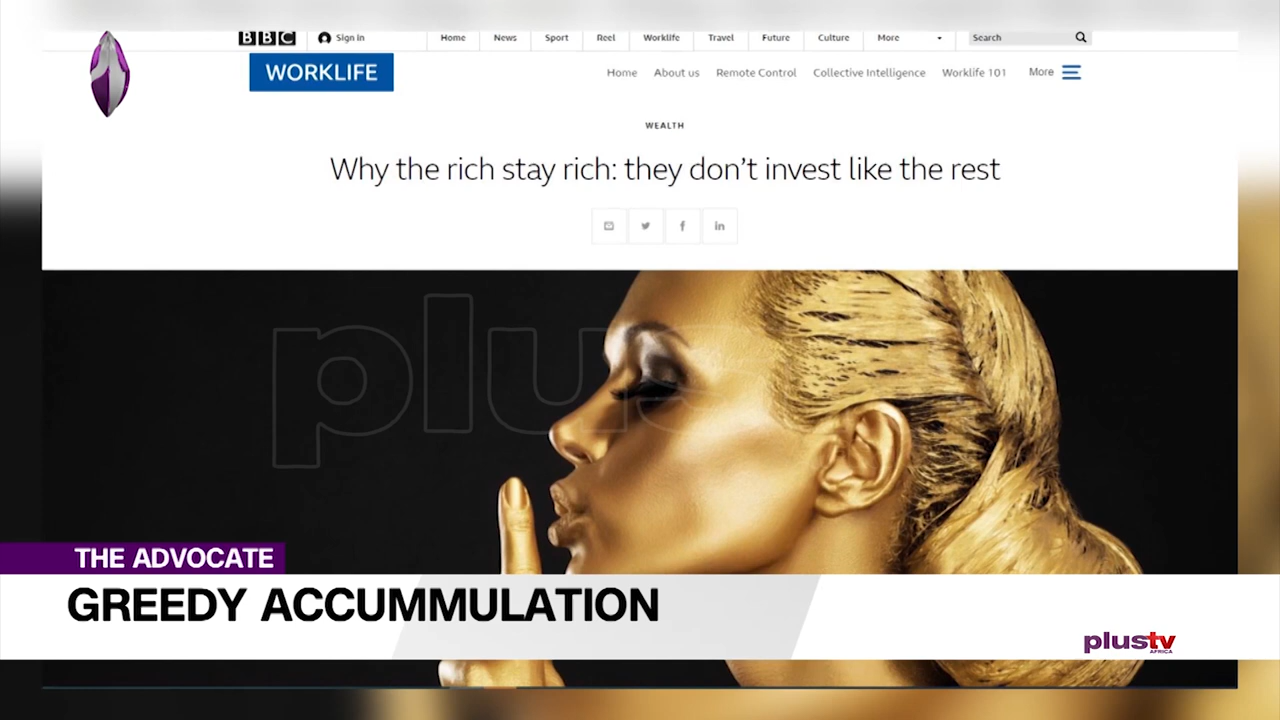 BBC Sign in Home News Sport Reel Worklife Travel Future Culture More Search
WORKLIFE Home About us Remote Control Collective Intelligence Worklife 101 More
WEALTH
Why the rich stay rich: they don't invest like the rest
plus
THE ADVOCATE
GREEDY ACCUMMULATION
plustv
AFRICA